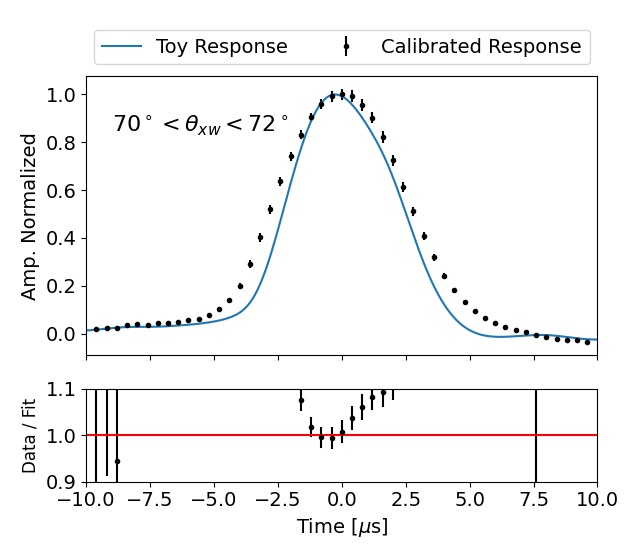 Toy Response
Calibrated Response
70° < θxw < 72°
Amp. Normalized
1.0
0.8
0.6
0.4
0.2
0.0
Data / Fit
1.1
1.0
0.9
−10.0 −7.5 −5.0 −2.5 0.0 2.5 5.0 7.5 10.0
Time [μs]